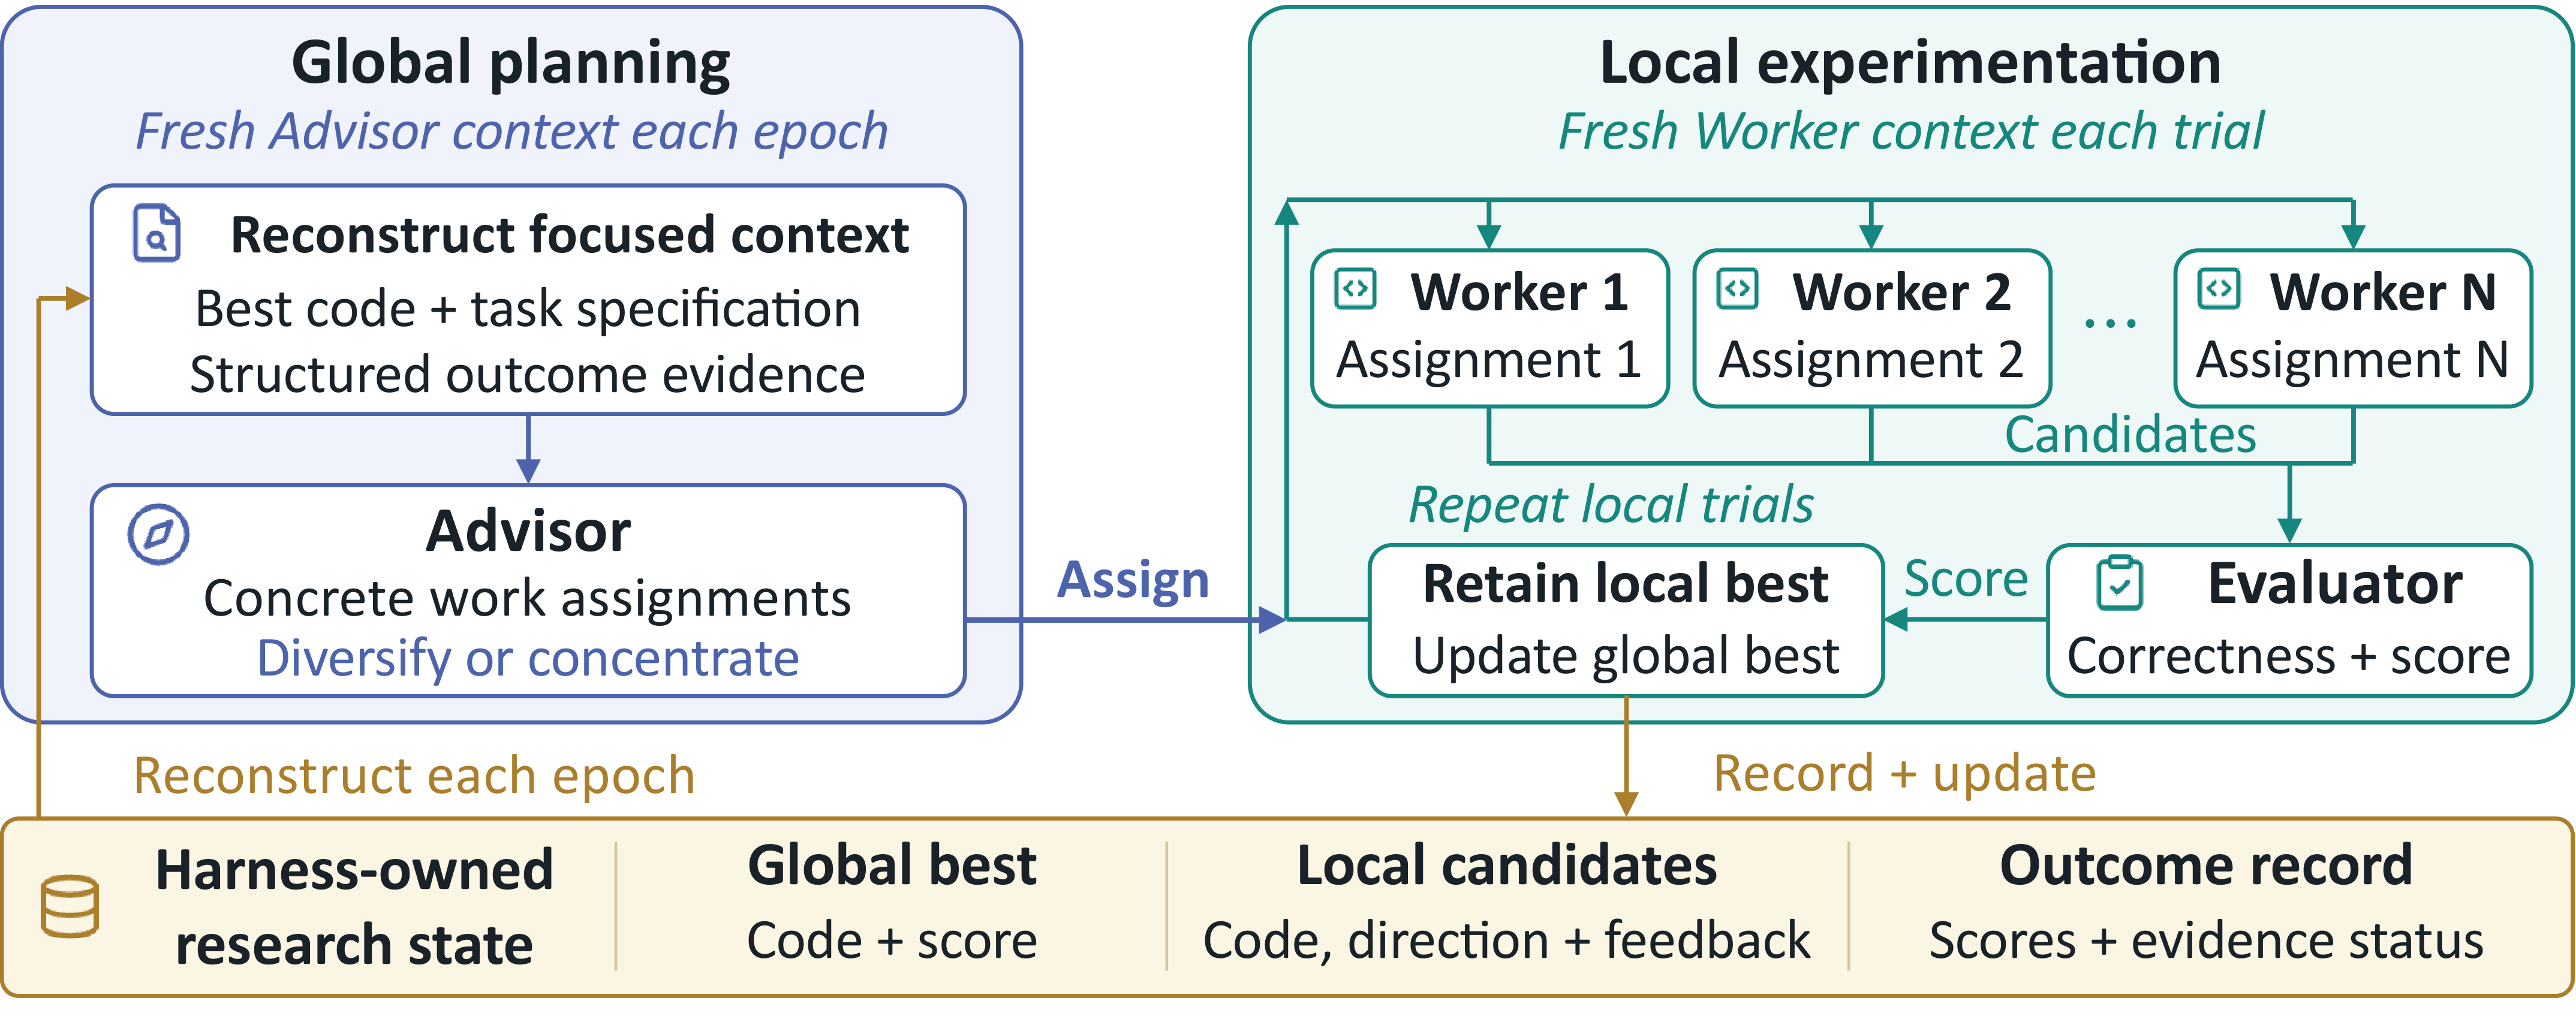 Global planning
Fresh Advisor context each epoch
Reconstruct focused context
Best code + task specification
Structured outcome evidence
Advisor
Concrete work assignments
Diversify or concentrate
Assign
Local experimentation
Fresh Worker context each trial
Worker 1
Assignment 1
Worker 2
Assignment 2
...
Worker N
Assignment N
Candidates
Repeat local trials
Retain local best
Update global best
Score
Evaluator
Correctness + score
Reconstruct each epoch
Record + update
Harness-owned
research state
Global best
Code + score
Local candidates
Code, direction + feedback
Outcome record
Scores + evidence status